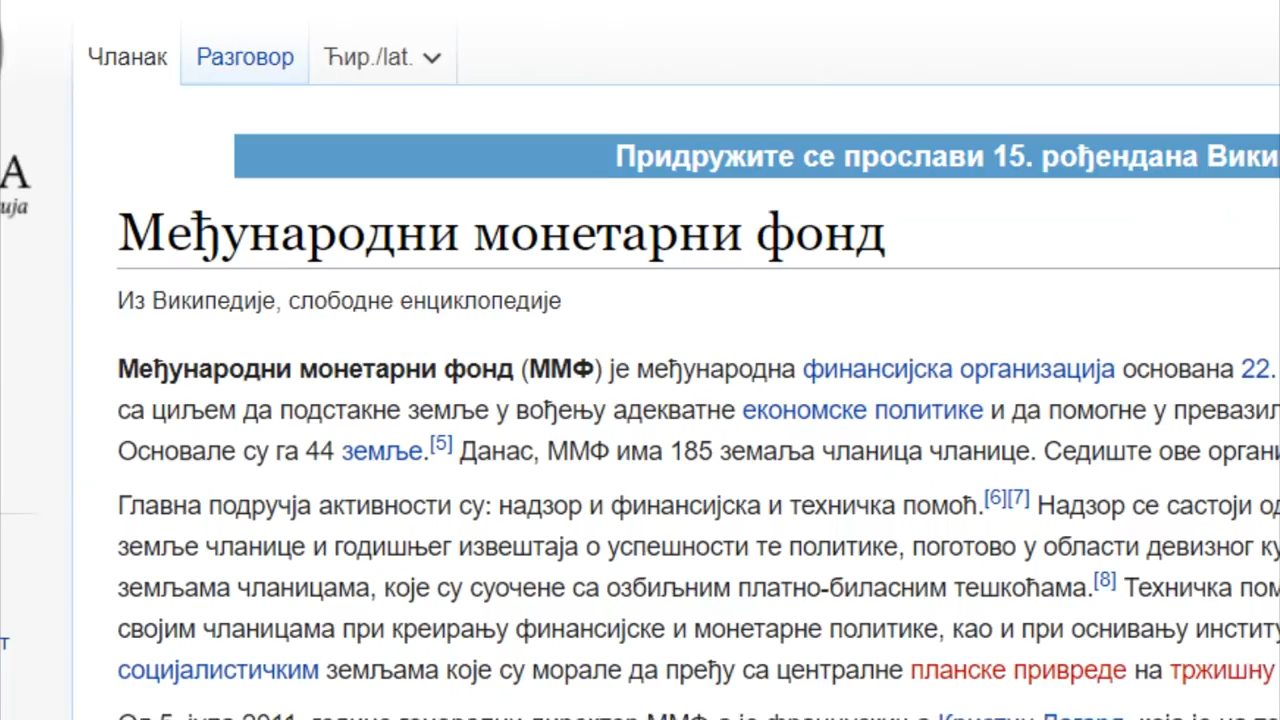 Чланак Разговор Ћир./lat.
А
ија
Придружите се прослави 15. рођендана Вики
Међународни монетарни фонд
Из Википедије, слободне енциклопедије
Међународни монетарни фонд (ММФ) је међународна финансијска организација основана 22.
са циљем да подстакне земље у вођењу адекватне економске политике и да помогне у превазил
Основале су га 44 земље.[5] Данас, ММФ има 185 земаља чланица чланице. Седиште ове органи
Главна подручја активности су: надзор и финансијска и техничка помоћ.[6][7] Надзор се састоји од
земље чланице и годишњег извештаја о успешности те политике, поготово у области девизног ку
земљама чланицама, које су суочене са озбиљним платно-биласним тешкоћама.[8] Техничка пом
својим чланицама при креирању финансијске и монетарне политике, као и при оснивању институ
т
социјалистичким земљама које су морале да пређу са централне планске привреде на тржишну